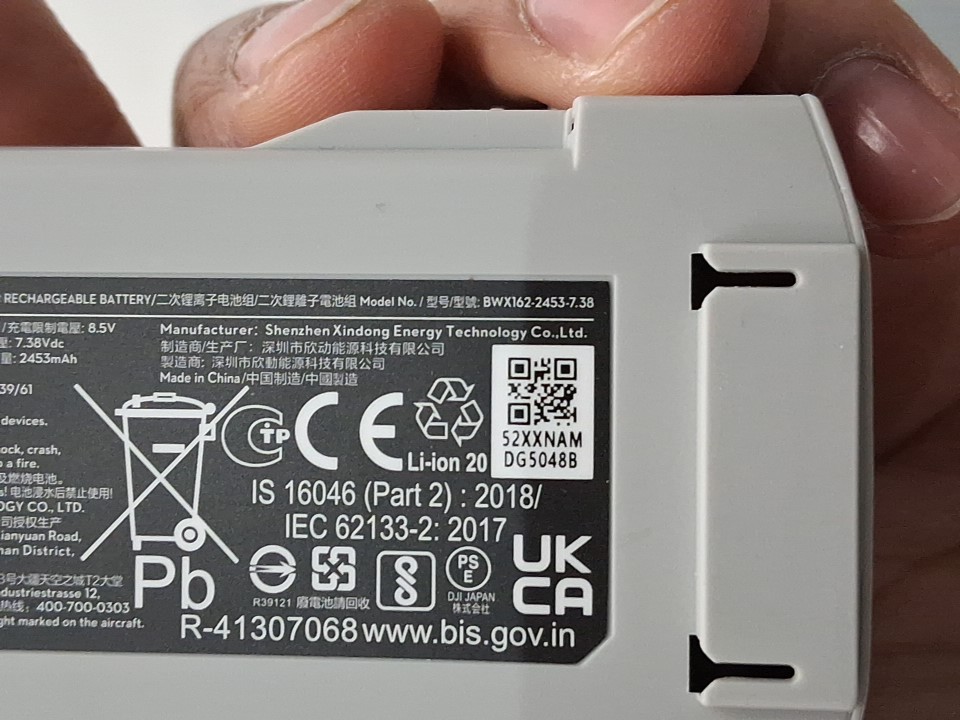 RECHARGEABLE BATTERY/二次锂离子电池组/二次鋰離子電池組 Model No. / 型号/型號: BWX162-2453-7.38
/充電限制電壓: 8.5V
壓: 7.38Vdc
量: 2453mAh
39/61
devices.
ock, crash,
o a fire.
及燃烧电池。
s! 电池浸水后禁止使用!
OGY CO., LTD.
司授权生产
ianyuan Road,
nan District,
3号大疆天空之城T2大堂
dustriestrasse 12,
热线: 400-700-0303
ght marked on the aircraft.
Manufacturer: Shenzhen Xindong Energy Technology Co.,Ltd.
制造商/生产厂: 深圳市欣动能源科技有限公司
製造商: 深圳市欣動能源科技有限公司
Made in China/中国制造/中國製造
TP
CE
Li-ion 20
52XXNAM
DG5048B
IS 16046 (Part 2) : 2018/
IEC 62133-2: 2017
Pb
R39121
廢電池請回收
PS
E
DJI JAPAN
株式会社
UK
CA
R-41307068 www.bis.gov.in